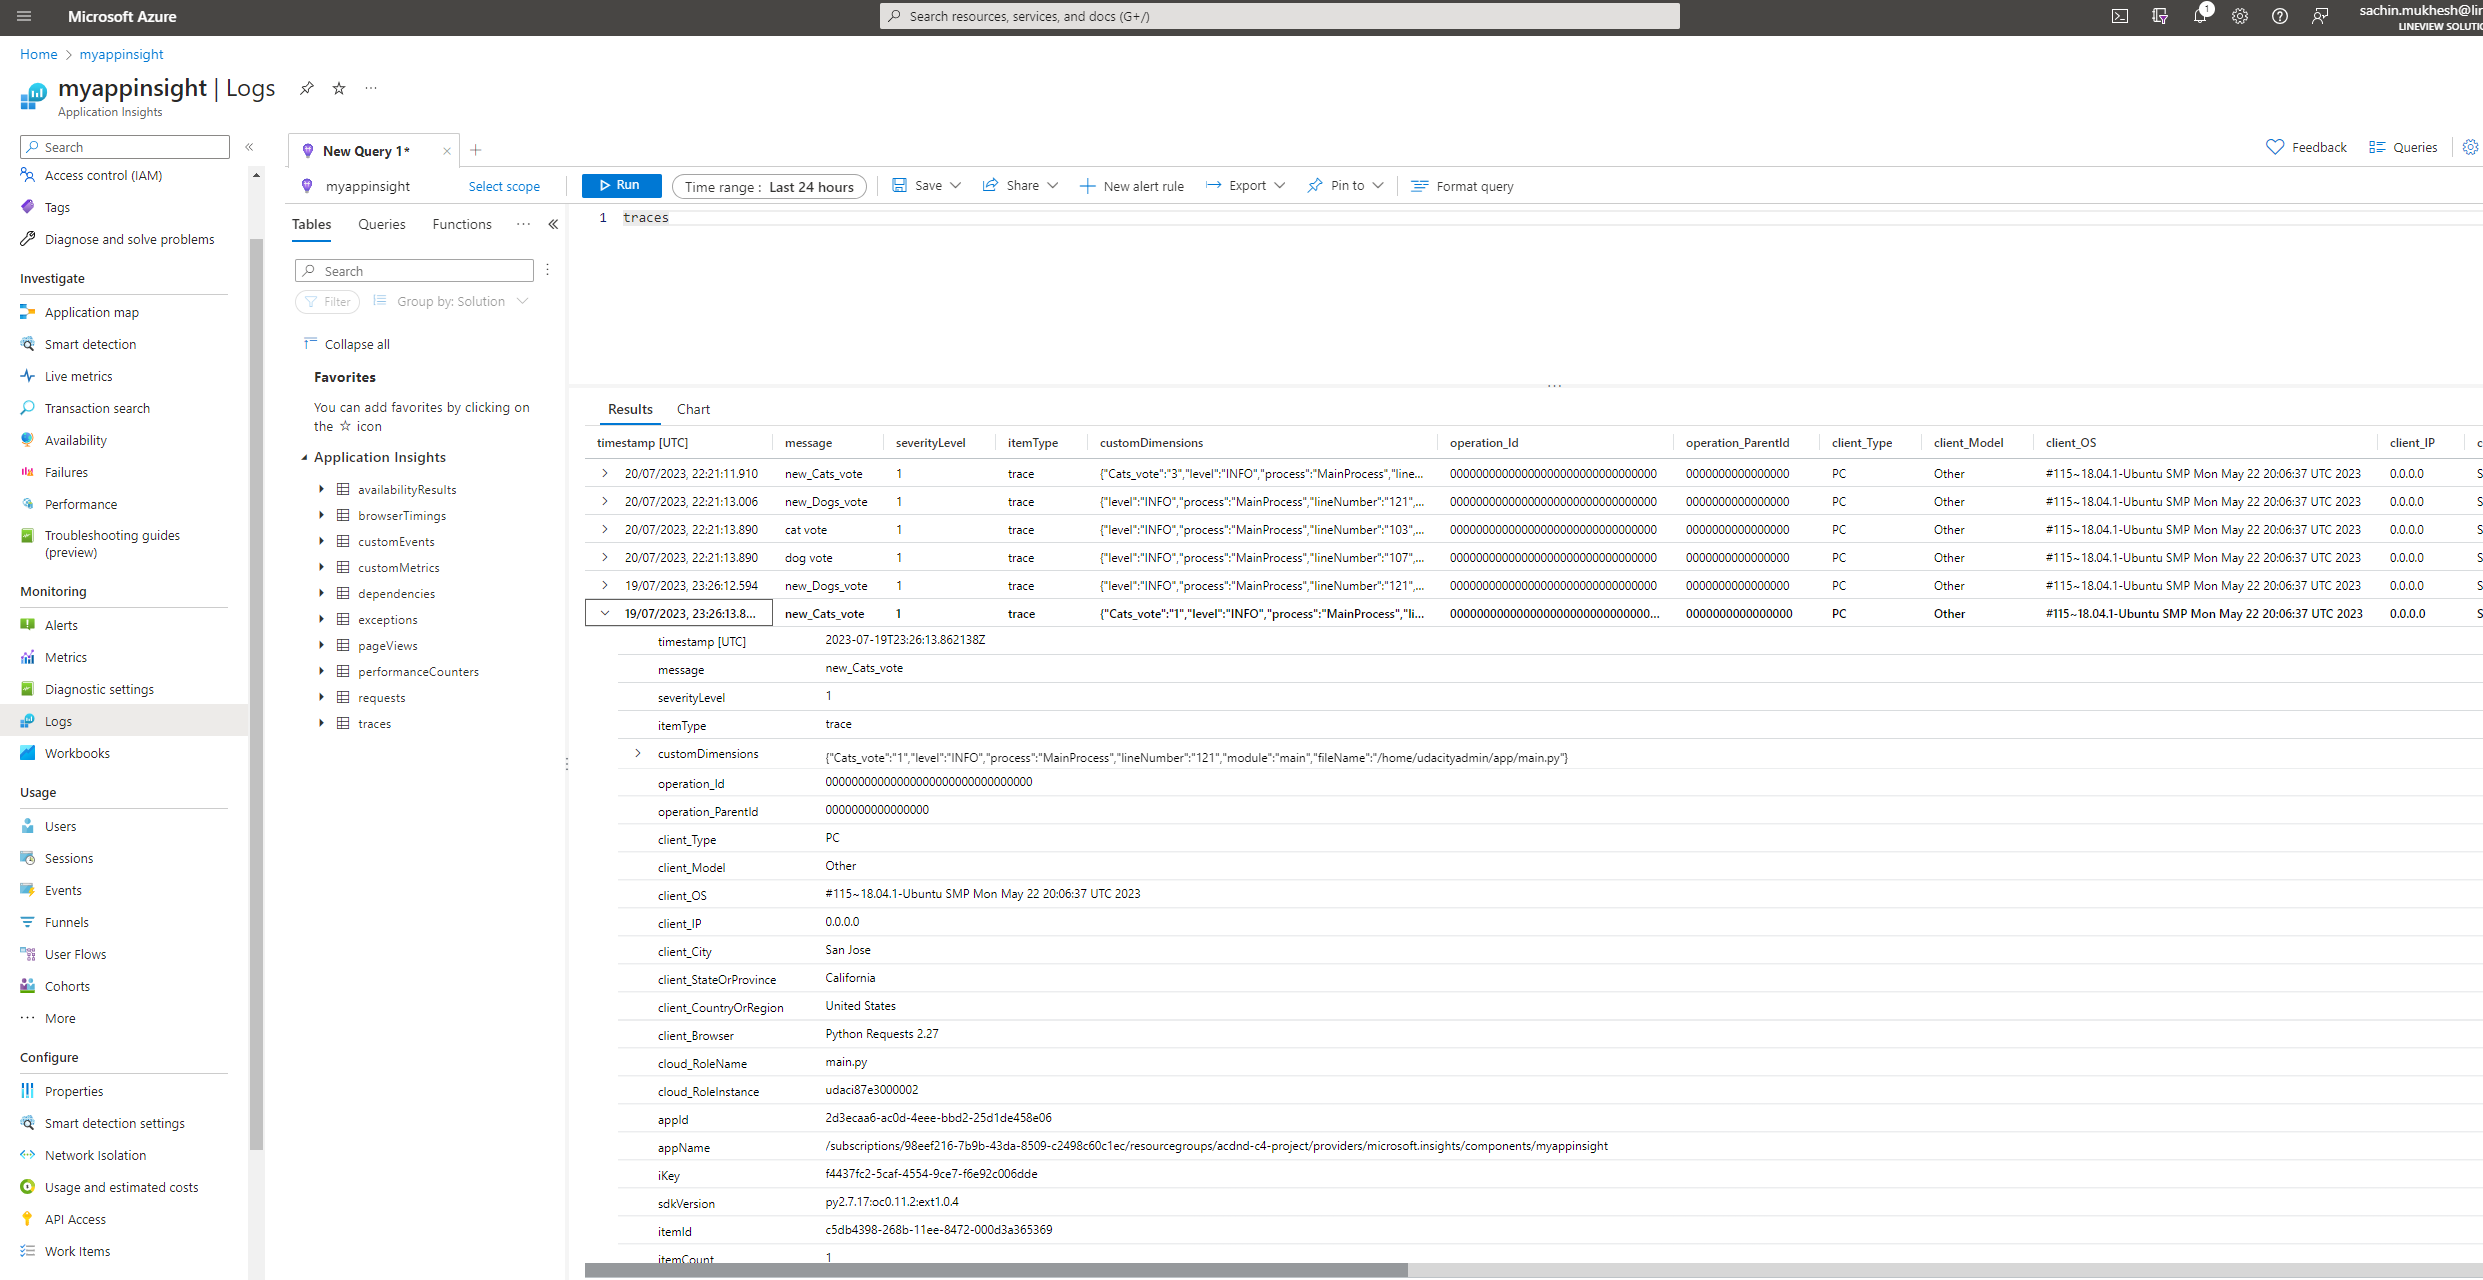 Microsoft Azure
Search resources, services, and docs (G+/)
1
sachin.mukhesh@li
LINEVIEW SOLUTI
Home > myappinsight
myappinsight | Logs
Application Insights
Search
Access control (IAM)
Tags
Diagnose and solve problems
Investigate
Application map
Smart detection
Live metrics
Transaction search
Availability
Failures
Performance
Troubleshooting guides
(preview)
Monitoring
Alerts
Metrics
Diagnostic settings
Logs
Workbooks
Usage
Users
Sessions
Events
Funnels
User Flows
Cohorts
More
Configure
Properties
Smart detection settings
Network Isolation
Usage and estimated costs
API Access
Work Items
New Query 1*
Feedback
Queries
myappinsight
Select scope
Run
Time range : Last 24 hours
Save
Share
New alert rule
Export
Pin to
Format query
Tables Queries Functions
Search
Filter
Group by: Solution
Collapse all
Favorites
You can add favorites by clicking on
the ☆ icon
Application Insights
availabilityResults
browserTimings
customEvents
customMetrics
dependencies
exceptions
pageViews
performanceCounters
requests
traces
1 traces
Results Chart
timestamp [UTC] message severityLevel itemType customDimensions operation_Id operation_ParentId client_Type client_Model client_OS client_IP c
20/07/2023, 22:21:11.910 new_Cats_vote 1 trace {"Cats_vote":"3","level":"INFO","process":"MainProcess","line... 00000000000000000000000000000000 0000000000000000 PC Other #115~18.04.1-Ubuntu SMP Mon May 22 20:06:37 UTC 2023 0.0.0.0 S
20/07/2023, 22:21:13.006 new_Dogs_vote 1 trace {"level":"INFO","process":"MainProcess","lineNumber":"121",... 00000000000000000000000000000000 0000000000000000 PC Other #115~18.04.1-Ubuntu SMP Mon May 22 20:06:37 UTC 2023 0.0.0.0 S
20/07/2023, 22:21:13.890 cat vote 1 trace {"level":"INFO","process":"MainProcess","lineNumber":"103",... 00000000000000000000000000000000 0000000000000000 PC Other #115~18.04.1-Ubuntu SMP Mon May 22 20:06:37 UTC 2023 0.0.0.0 S
20/07/2023, 22:21:13.890 dog vote 1 trace {"level":"INFO","process":"MainProcess","lineNumber":"107",... 00000000000000000000000000000000 0000000000000000 PC Other #115~18.04.1-Ubuntu SMP Mon May 22 20:06:37 UTC 2023 0.0.0.0 S
19/07/2023, 23:26:12.594 new_Dogs_vote 1 trace {"level":"INFO","process":"MainProcess","lineNumber":"121",... 00000000000000000000000000000000 0000000000000000 PC Other #115~18.04.1-Ubuntu SMP Mon May 22 20:06:37 UTC 2023 0.0.0.0 S
19/07/2023, 23:26:13.8... new_Cats_vote 1 trace {"Cats_vote":"1","level":"INFO","process":"MainProcess","li... 0000000000000000000000000000000... 0000000000000000 PC Other #115~18.04.1-Ubuntu SMP Mon May 22 20:06:37 UTC 2023 0.0.0.0 S
timestamp [UTC] 2023-07-19T23:26:13.862138Z
message new_Cats_vote
severityLevel 1
itemType trace
customDimensions {"Cats_vote":"1","level":"INFO","process":"MainProcess","lineNumber":"121","module":"main","fileName":"/home/udacityadmin/app/main.py"}
operation_Id 00000000000000000000000000000000
operation_ParentId 0000000000000000
client_Type PC
client_Model Other
client_OS #115~18.04.1-Ubuntu SMP Mon May 22 20:06:37 UTC 2023
client_IP 0.0.0.0
client_City San Jose
client_StateOrProvince California
client_CountryOrRegion United States
client_Browser Python Requests 2.27
cloud_RoleName main.py
cloud_RoleInstance udaci87e3000002
appId 2d3ecaa6-ac0d-4eee-bbd2-25d1de458e06
appName /subscriptions/98eef216-7b9b-43da-8509-c2498c60c1ec/resourcegroups/acdnd-c4-project/providers/microsoft.insights/components/myappinsight
iKey f4437fc2-5caf-4554-9ce7-f6e92c006dde
sdkVersion py2.7.17:oc0.11.2:ext1.0.4
itemId c5db4398-268b-11ee-8472-000d3a365369
itemCount 1